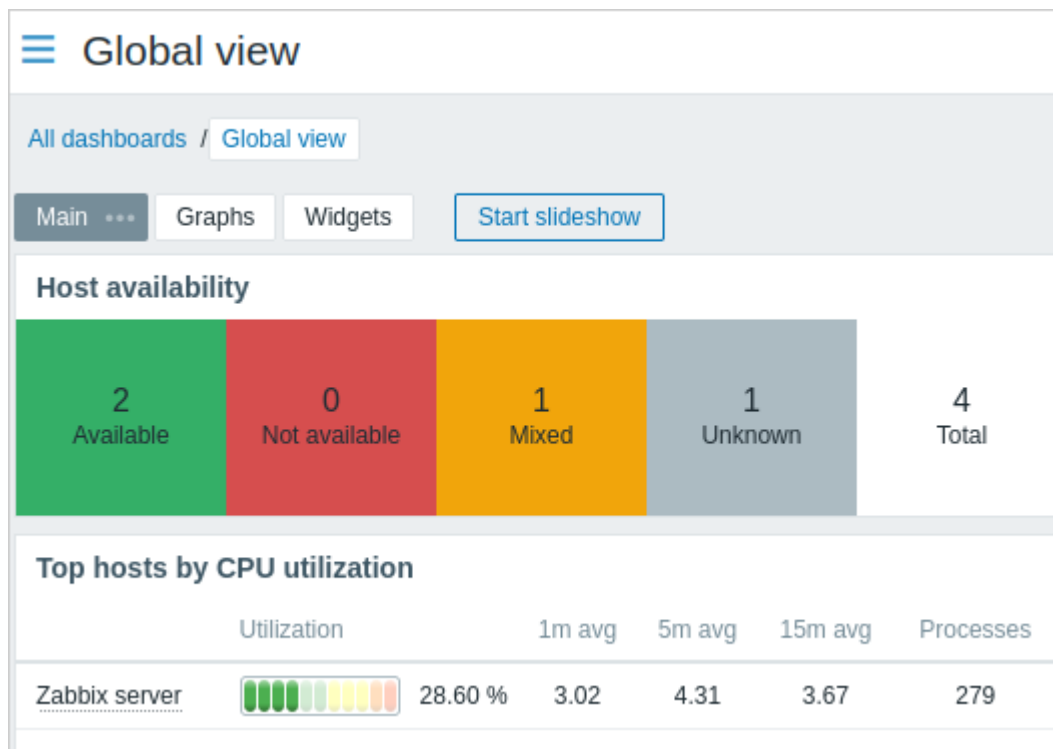 Global view
All dashboards / Global view
Main ••• Graphs Widgets Start slideshow
Host availability
2 0 1 1 4
Available Not available Mixed Unknown Total
Top hosts by CPU utilization
Utilization 1m avg 5m avg 15m avg Processes
Zabbix server 28.60 % 3.02 4.31 3.67 279